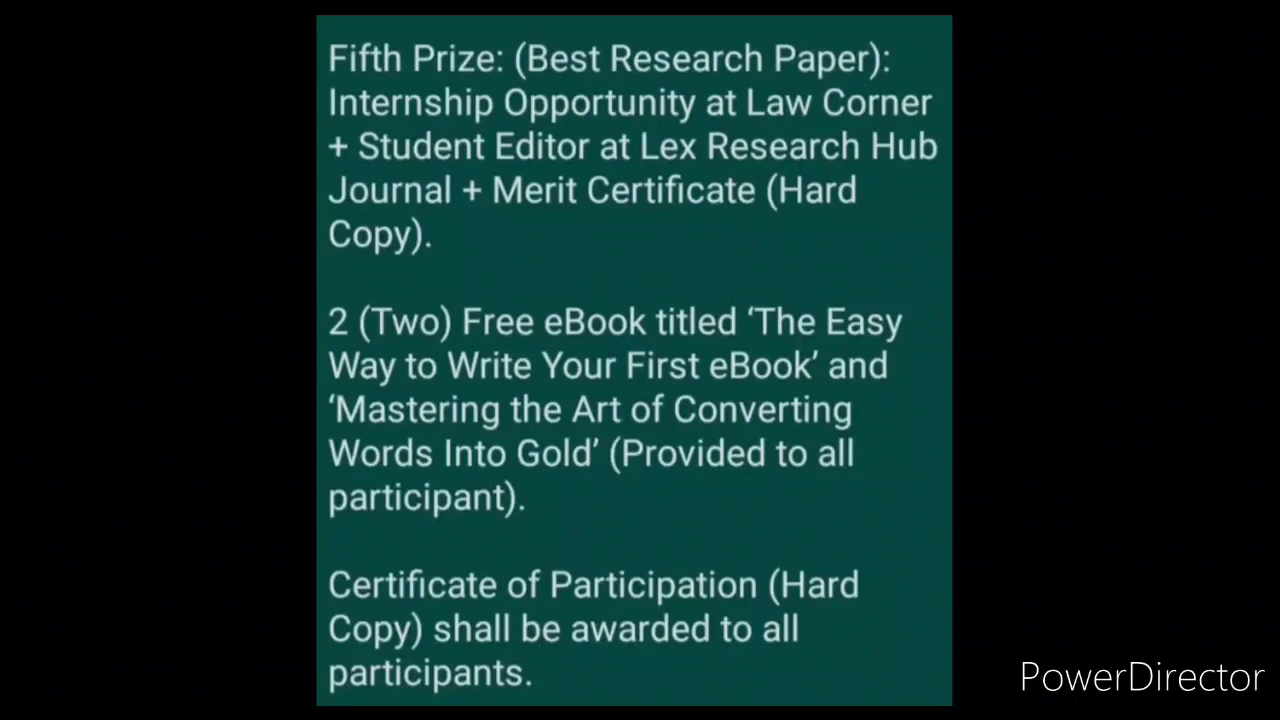 Fifth Prize: (Best Research Paper):
Internship Opportunity at Law Corner
+ Student Editor at Lex Research Hub
Journal + Merit Certificate (Hard
Copy).
2 (Two) Free eBook titled ‘The Easy
Way to Write Your First eBook’ and
‘Mastering the Art of Converting
Words Into Gold’ (Provided to all
participant).
Certificate of Participation (Hard
Copy) shall be awarded to all
participants.
PowerDirector